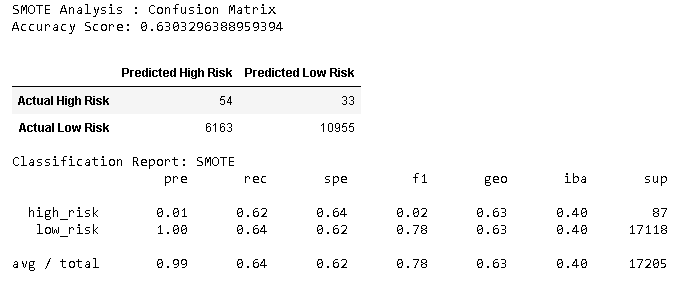 SMOTE Analysis : Confusion Matrix
Accuracy Score: 0.6303296388959394
Predicted High Risk Predicted Low Risk
Actual High Risk 54 33
Actual Low Risk 6163 10955
Classification Report: SMOTE
pre rec spe f1 geo iba sup
high_risk 0.01 0.62 0.64 0.02 0.63 0.40 87
low_risk 1.00 0.64 0.62 0.78 0.63 0.40 17118
avg / total 0.99 0.64 0.62 0.78 0.63 0.40 17205